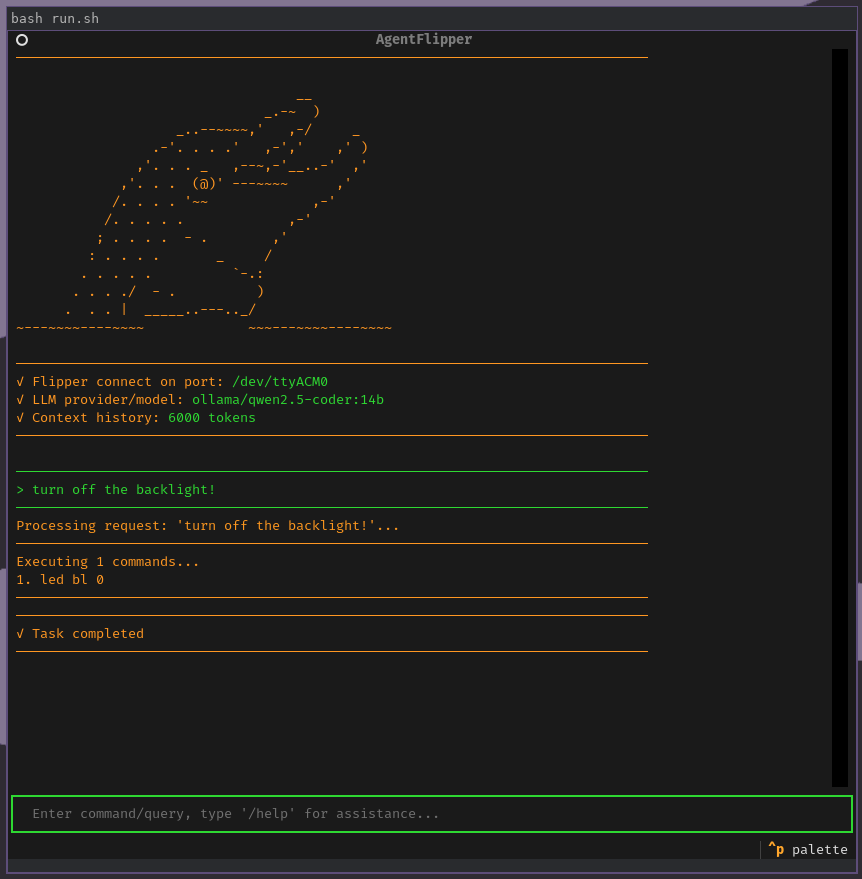 bash run.sh
AgentFlipper
__
_.-~  )
_..--~~~~,'   ,-/     _
.-'. . . .'   ,-','    ,' )
,'. . . _   ,--~,-'__..-'  ,'
,'. . .  (@)' ---~~~~      ,'
/. . . . '~~             ,-'
/. . . . .             ,-'
; . . . .  - .        ,'
: . . . .       _     /
. . . . .          `-.:
. . . ./  - .          )
.  . . |  _____..---.._/
~---~~~~----~~~~             ~~~---~~~~----~~~~
√ Flipper connect on port: /dev/ttyACM0
√ LLM provider/model: ollama/qwen2.5-coder:14b
√ Context history: 6000 tokens
> turn off the backlight!
Processing request: 'turn off the backlight!'...
Executing 1 commands...
1. led bl 0
√ Task completed
Enter command/query, type '/help' for assistance...
^p palette